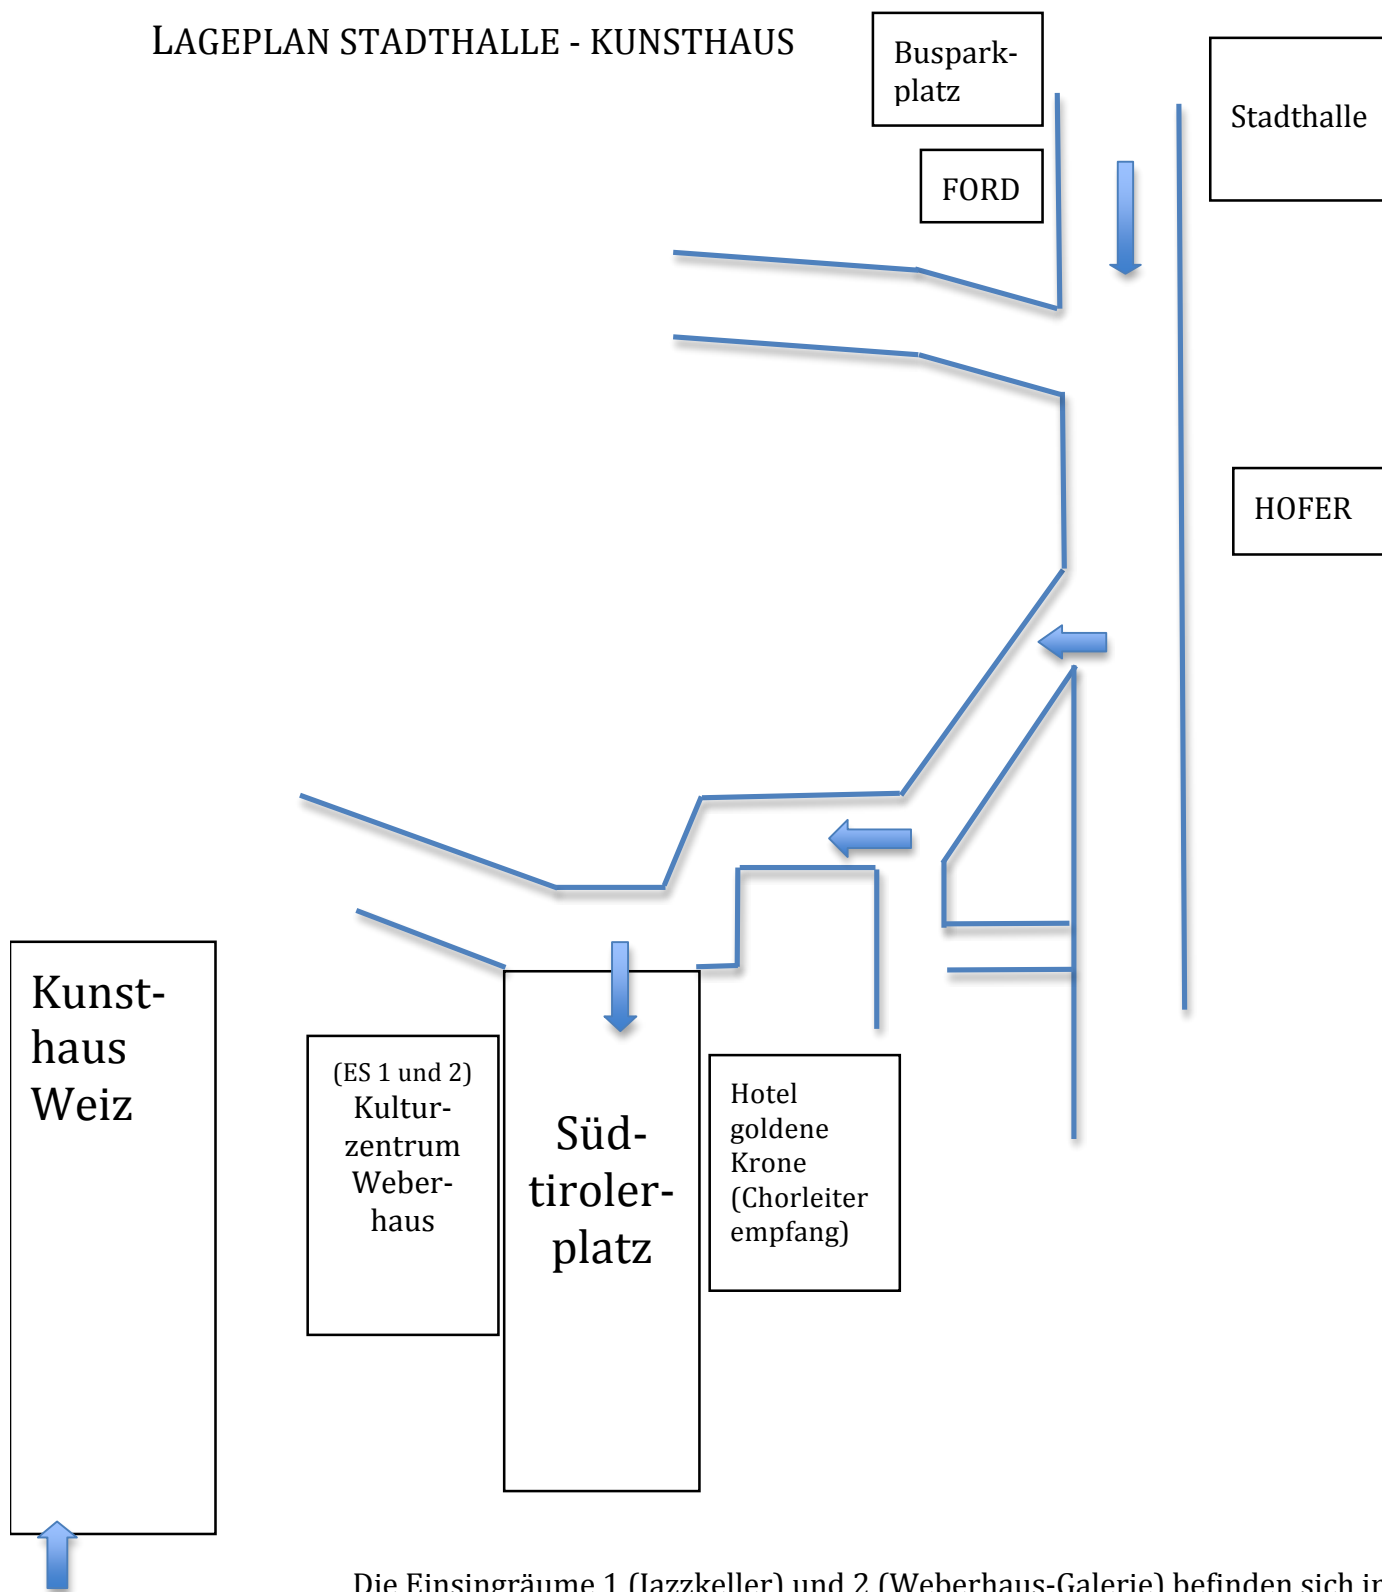 LAGEPLAN STADTHALLE - KUNSTHAUS
Buspark-
platz
Stadthalle
FORD
HOFER
Kunst-
haus
Weiz
(ES 1 und 2)
Kultur-
zentrum
Weber-
haus
Süd-
tiroler-
platz
Hotel
goldene
Krone
(Chorleiter
empfang)
Die Einsingräume 1 (Jazzkeller) und 2 (Weberhaus-Galerie) befinden sich